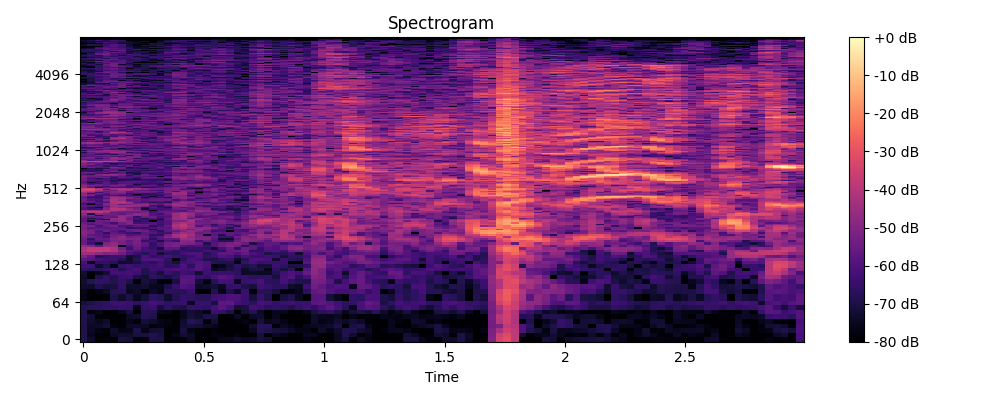 Spectrogram
+0 dB
4096
-10 dB
2048
-20 dB
1024
-30 dB
Hz
512
-40 dB
256
-50 dB
128
-60 dB
64
-70 dB
0
-80 dB
0 0.5 1 1.5 2 2.5
Time